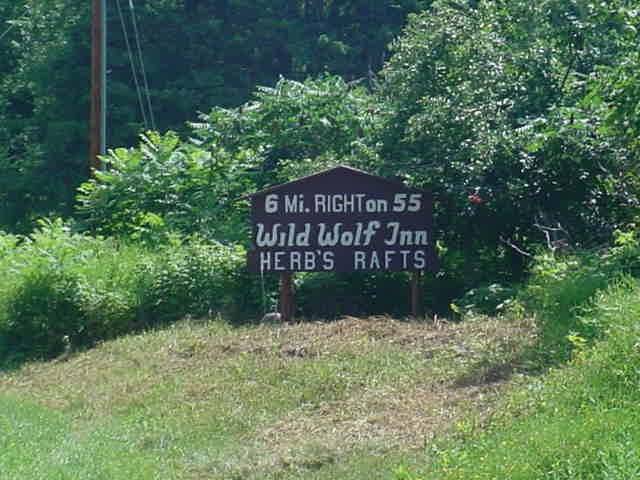 6 Mi. RIGHT on 55
Wild Wolf Inn
HERB'S RAFTS